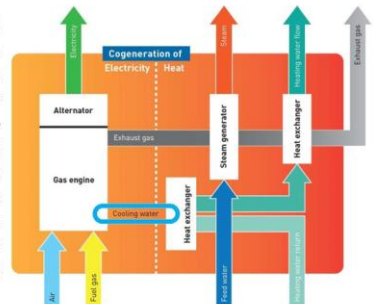 Cogeneration of
Electricity
Heat
Electricity
Steam
Heating water flow
Exhaust gas
Alternator
Exhaust gas
Steam generator
Heat exchanger
Gas engine
Cooling water
Heat exchanger
Air
Fuel gas
Feed water
Heating water return